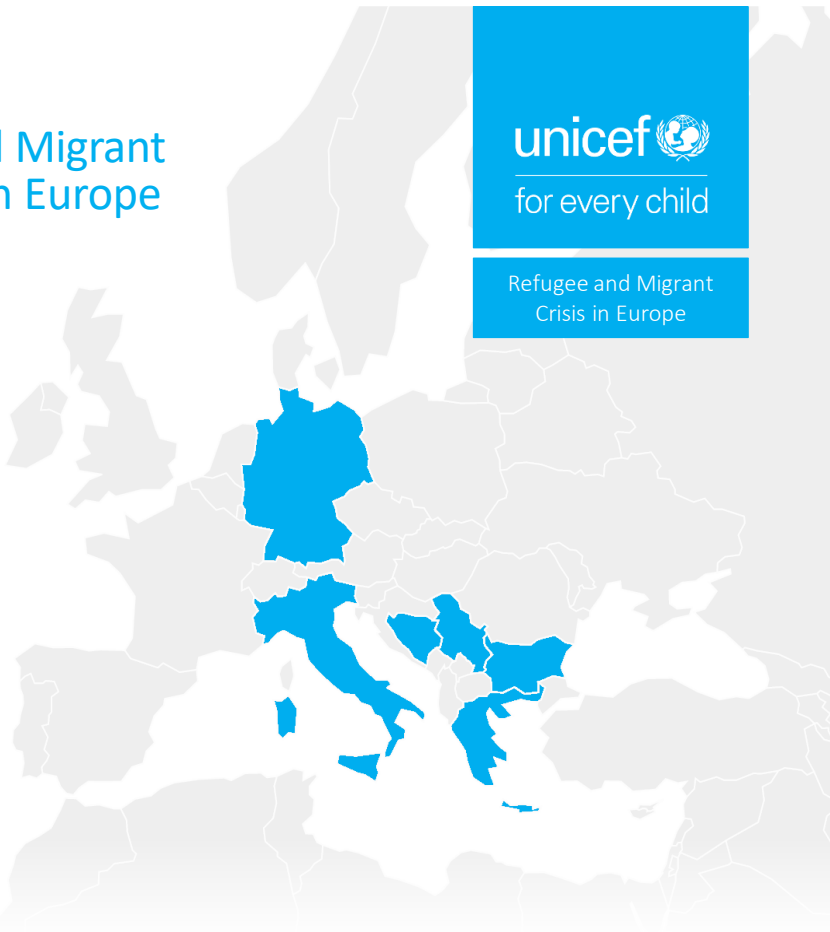 Migrant
Europe
unicef
for every child
Refugee and Migrant
Crisis in Europe